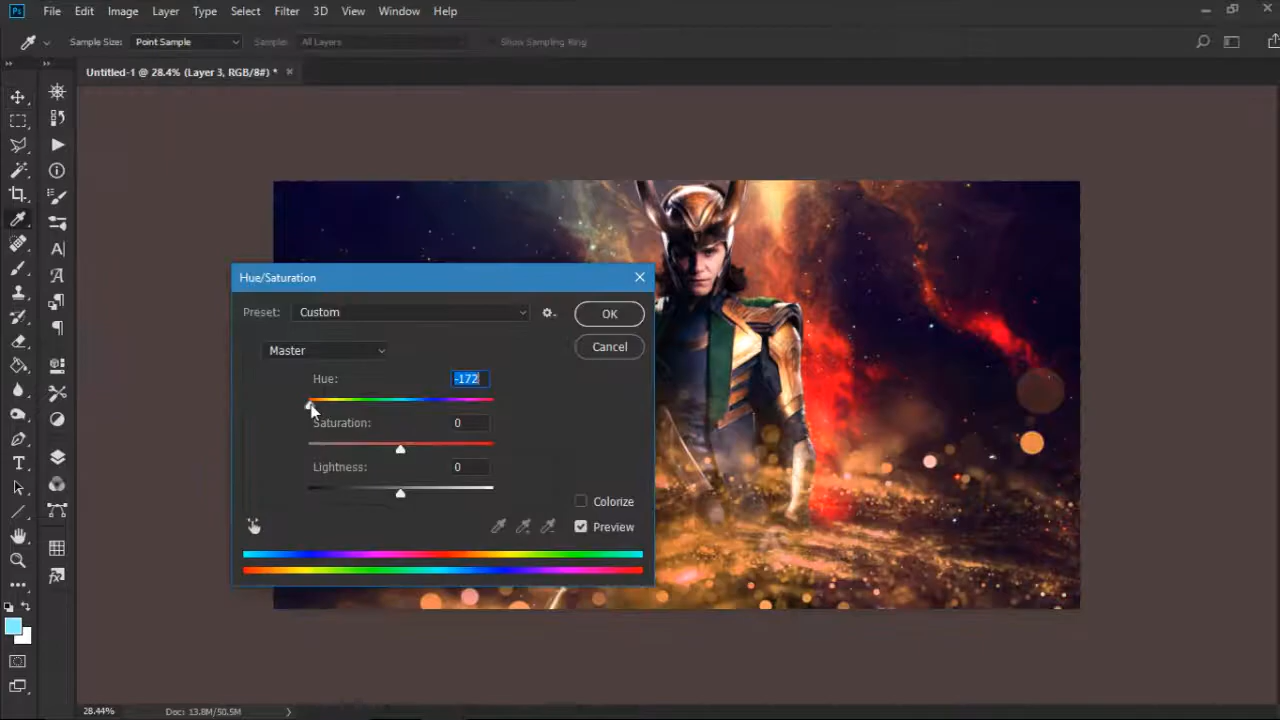 Ps File Edit Image Layer Type Select Filter 3D View Window Help
Sample Size: Point Sample Sample: All Layers Show Sampling Ring
Untitled-1 @ 28.4% (Layer 3, RGB/8#) *
Hue/Saturation
Preset: Custom OK
Master Cancel
Hue: -172
Saturation: 0
Lightness: 0
Colorize
Preview
28.44% Doc: 13.8M/50.5M